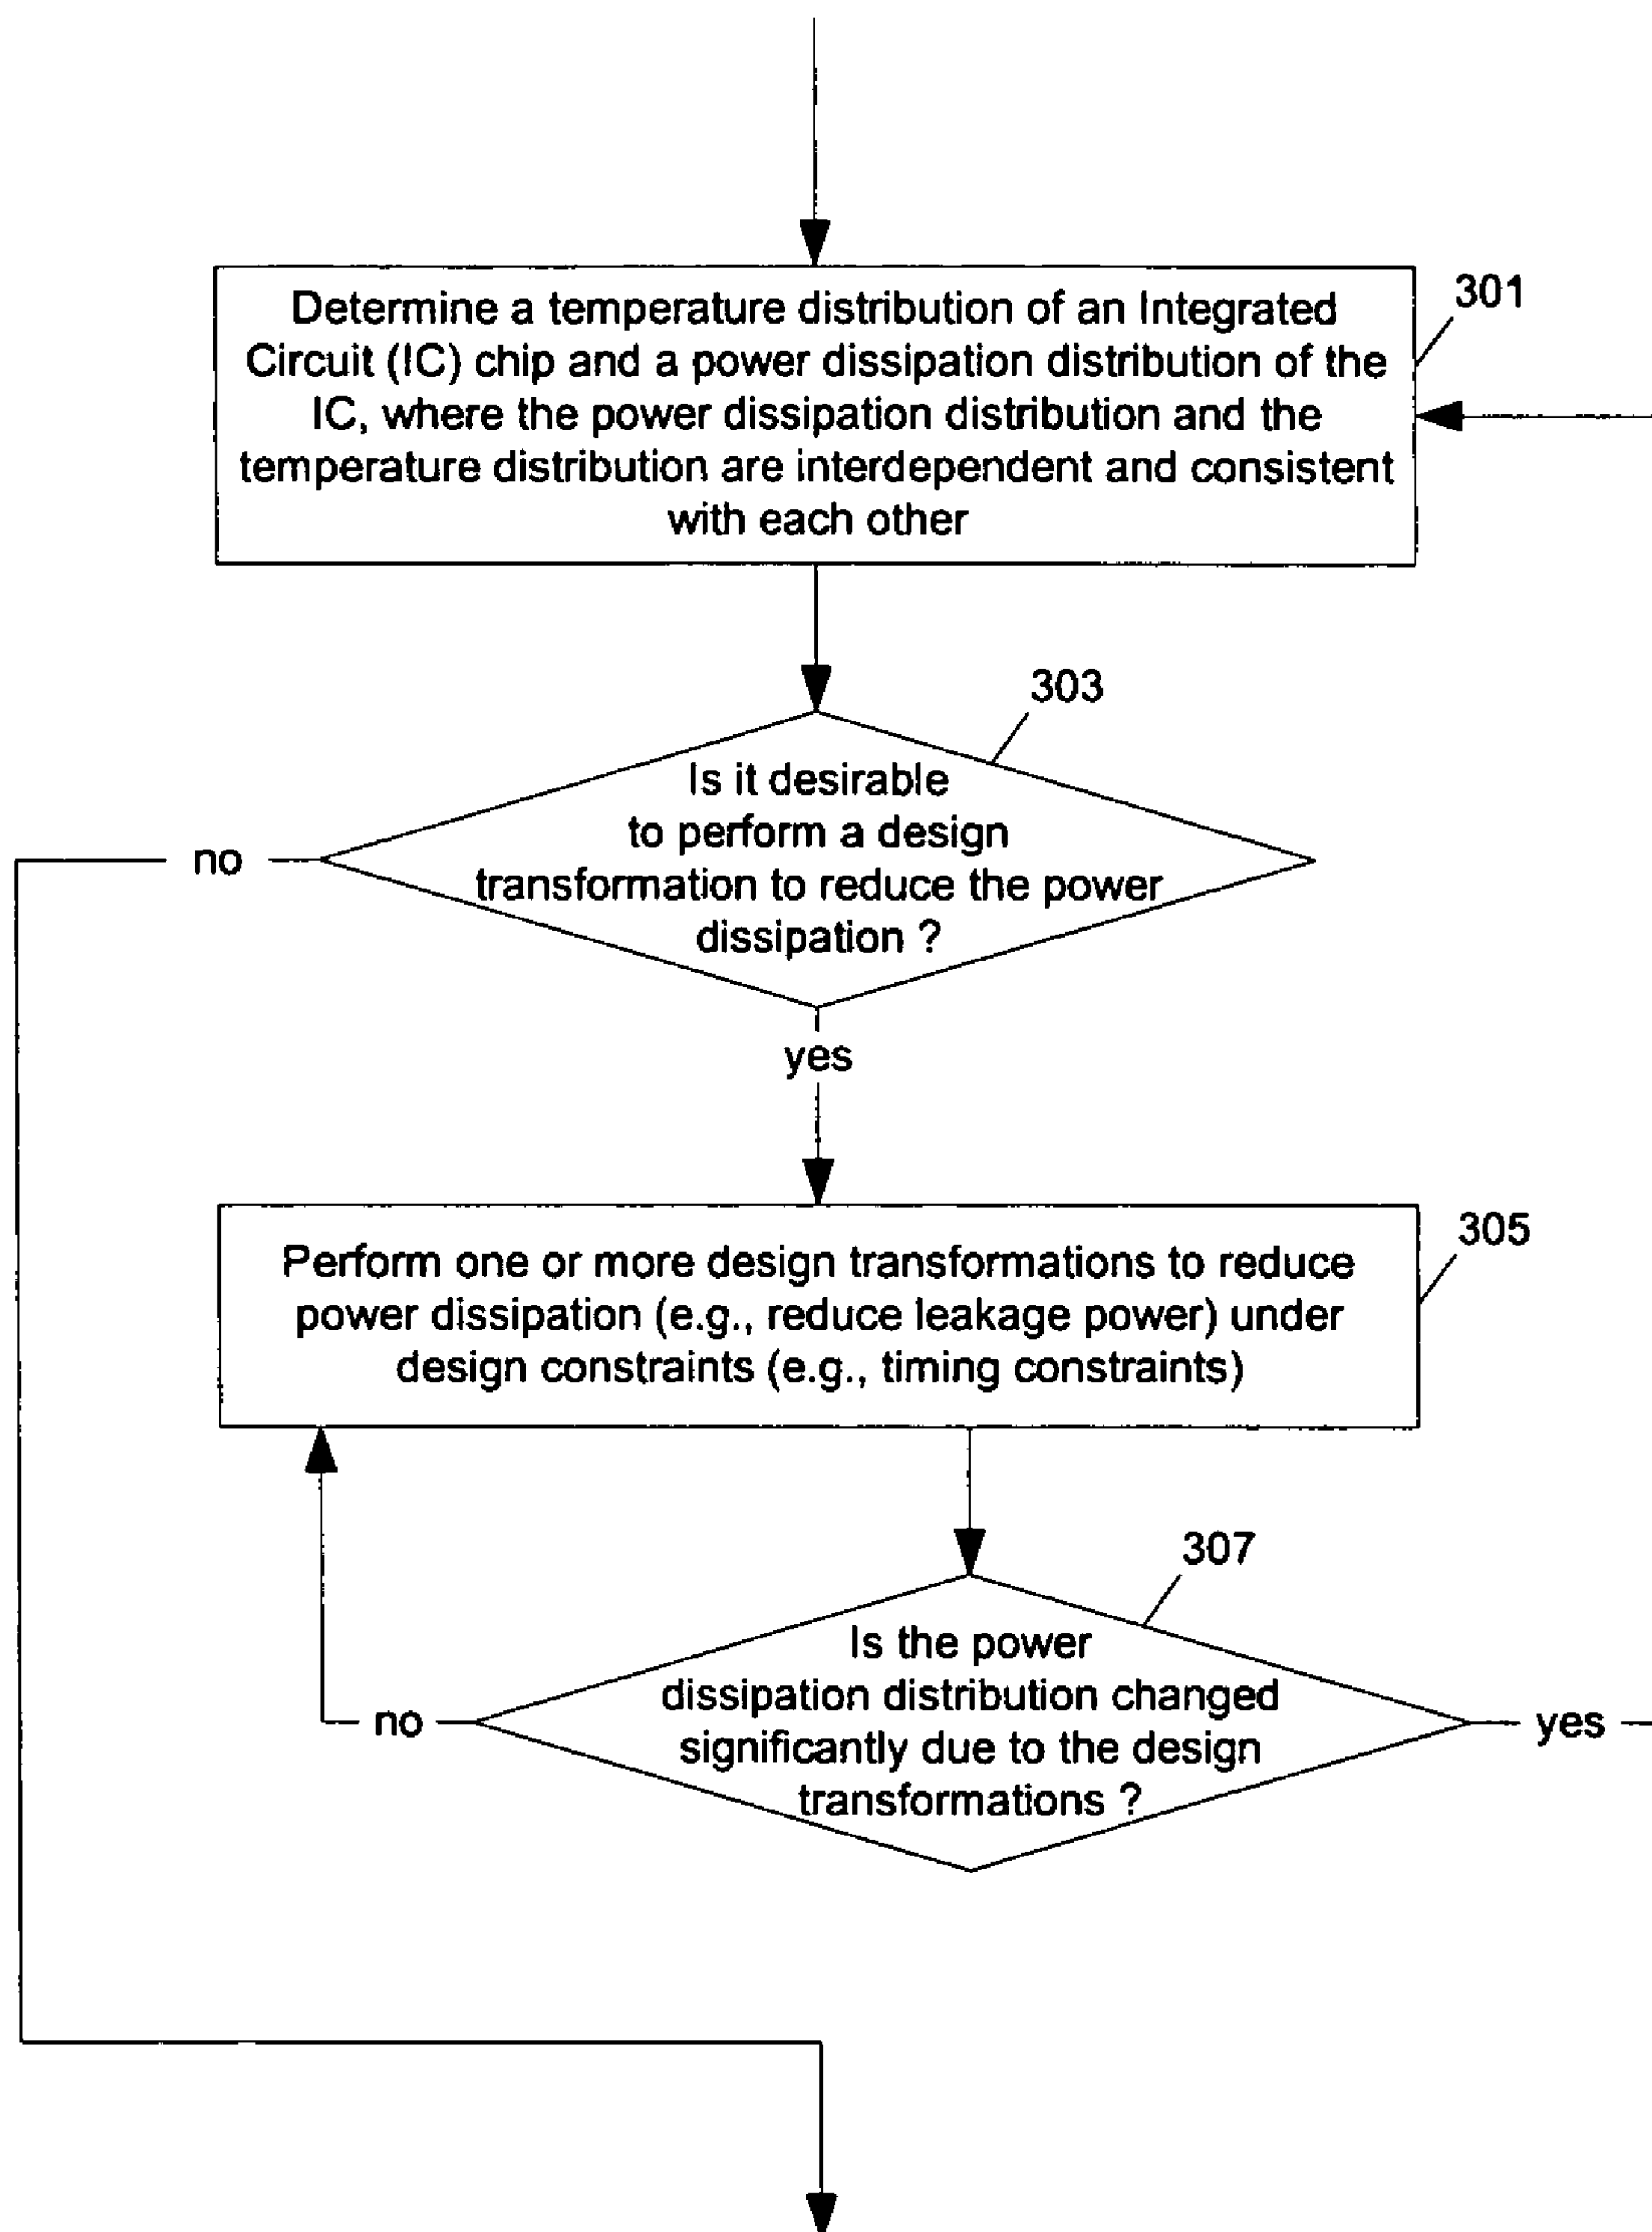 301
Determine a temperature distribution of an Integrated
Circuit (IC) chip and a power dissipation distribution of the
IC, where the power dissipation distribution and the
temperature distribution are interdependent and consistent
with each other
303
Is it desirable
to perform a design
transformation to reduce the power
dissipation ?
no
yes
305
Perform one or more design transformations to reduce
power dissipation (e.g., reduce leakage power) under
design constraints (e.g., timing constraints)
307
Is the power
dissipation distribution changed
significantly due to the design
transformations ?
no
yes